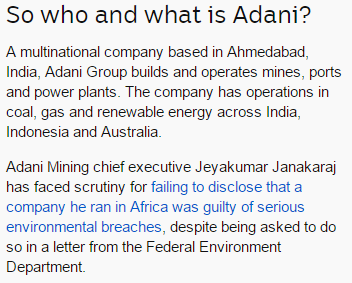 So who and what is Adani?
A multinational company based in Ahmedabad,
India, Adani Group builds and operates mines, ports
and power plants. The company has operations in
coal, gas and renewable energy across India,
Indonesia and Australia.
Adani Mining chief executive Jeyakumar Janakaraj
has faced scrutiny for failing to disclose that a
company he ran in Africa was guilty of serious
environmental breaches, despite being asked to do
so in a letter from the Federal Environment
Department.